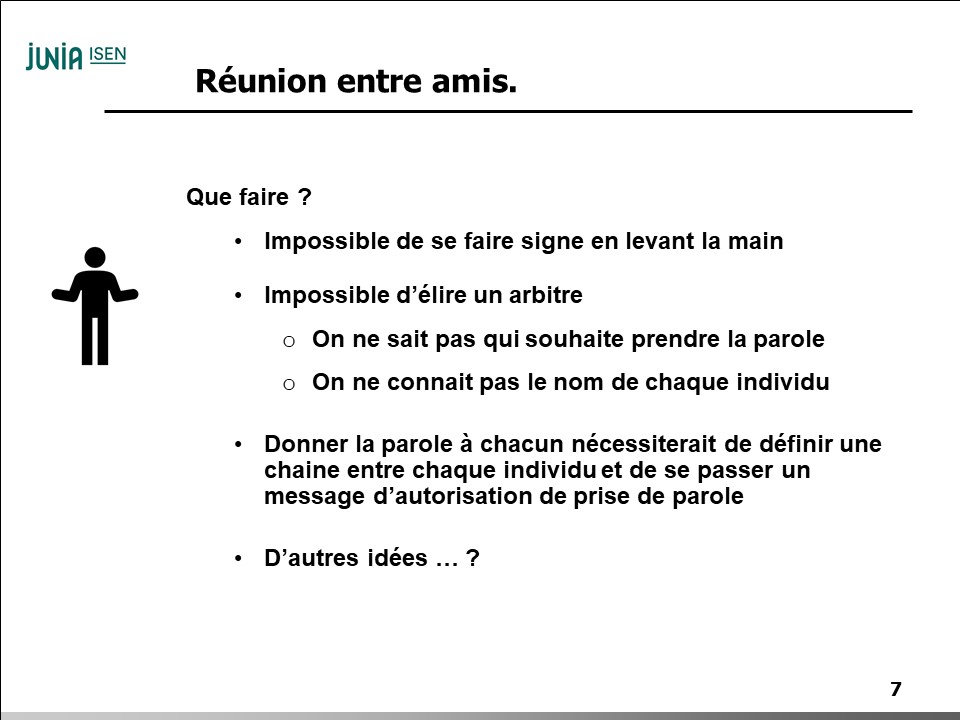 JUNIA ISEN
Réunion entre amis.
Que faire ?
• Impossible de se faire signe en levant la main
• Impossible d’élire un arbitre
o On ne sait pas qui souhaite prendre la parole
o On ne connait pas le nom de chaque individu
• Donner la parole à chacun nécessiterait de définir une
chaine entre chaque individu et de se passer un
message d’autorisation de prise de parole
• D’autres idées … ?
7